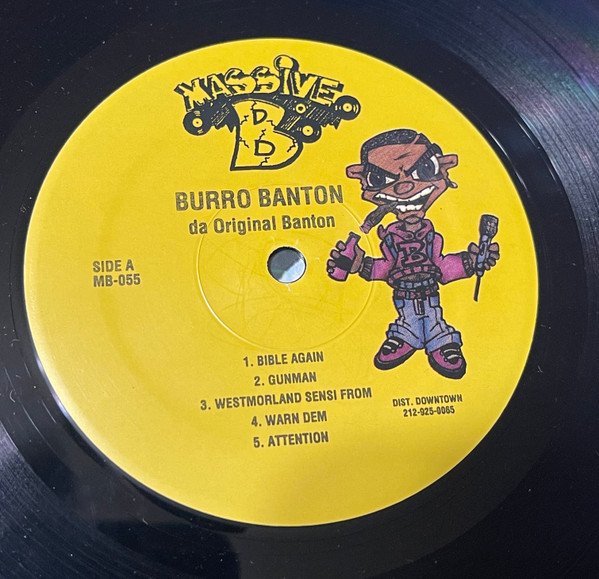 MASSIVE
B
BURRO BANTON
da Original Banton
SIDE A
MB-055
1. BIBLE AGAIN
2. GUNMAN
3. WESTMORLAND SENSI FROM
4. WARN DEM
5. ATTENTION
DIST. DOWNTOWN
212-925-0065
B